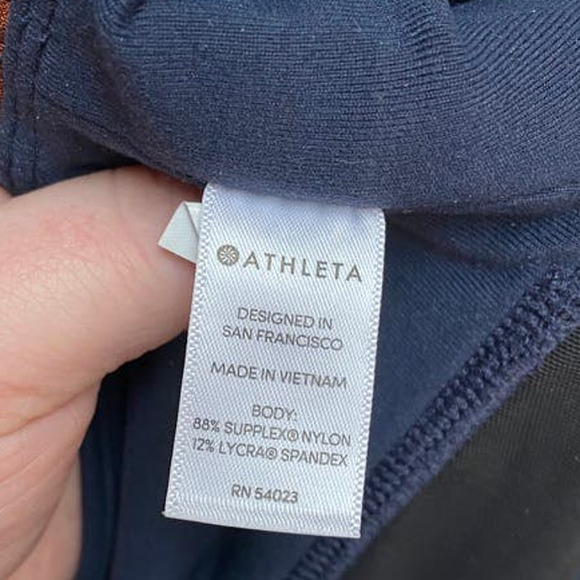 ATHLETA
DESIGNED IN
SAN FRANCISCO
MADE IN VIETNAM
BODY:
88% SUPPLEX® NYLON
12% LYCRA® SPANDEX
RN 54023